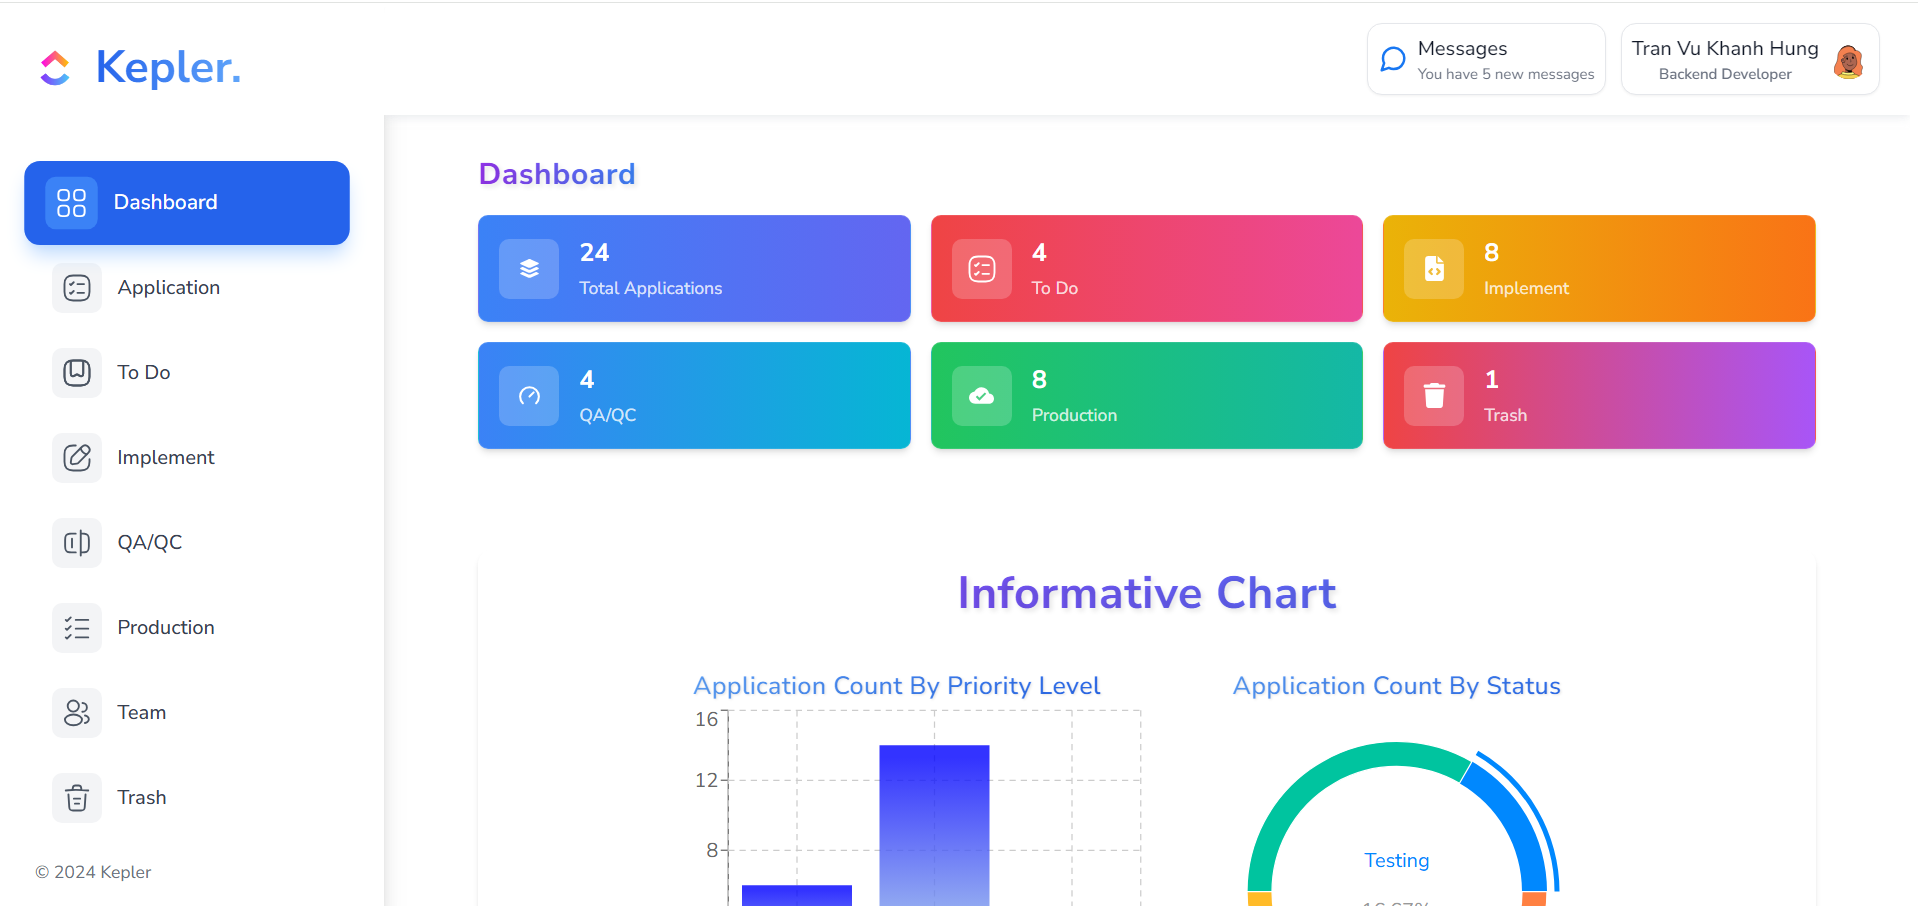 Kepler.
Messages
You have 5 new messages
Tran Vu Khanh Hung
Backend Developer
Dashboard
Application
To Do
Implement
QA/QC
Production
Team
Trash
© 2024 Kepler
Dashboard
24
Total Applications
4
To Do
8
Implement
4
QA/QC
8
Production
1
Trash
Informative Chart
Application Count By Priority Level
16
12
8
Application Count By Status
Testing